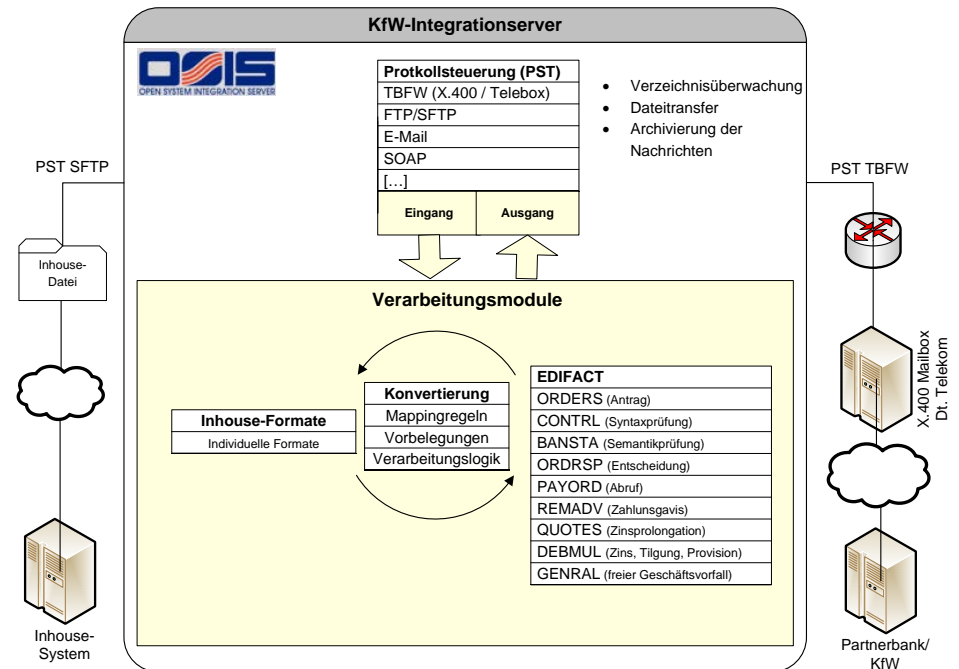 KfW-Integrationserver
OSIS
OPEN SYSTEM INTEGRATION SERVER
Protkollsteuerung (PST)
TBFW (X.400 / Telebox)
FTP/SFTP
E-Mail
SOAP
[…]
Eingang
Ausgang
• Verzeichnisüberwachung
• Dateitransfer
• Archivierung der
Nachrichten
PST SFTP
Inhouse-
Datei
Inhouse-
System
PST TBFW
X.400 Mailbox
Dt. Telekom
Partnerbank/
KfW
Verarbeitungsmodule
Inhouse-Formate
Individuelle Formate
Konvertierung
Mappingregeln
Vorbelegungen
Verarbeitungslogik
EDIFACT
ORDERS (Antrag)
CONTRL (Syntaxprüfung)
BANSTA (Semantikprüfung)
ORDRSP (Entscheidung)
PAYORD (Abruf)
REMADV (Zahlunsgavis)
QUOTES (Zinsprolongation)
DEBMUL (Zins, Tilgung, Provision)
GENRAL (freier Geschäftsvorfall)